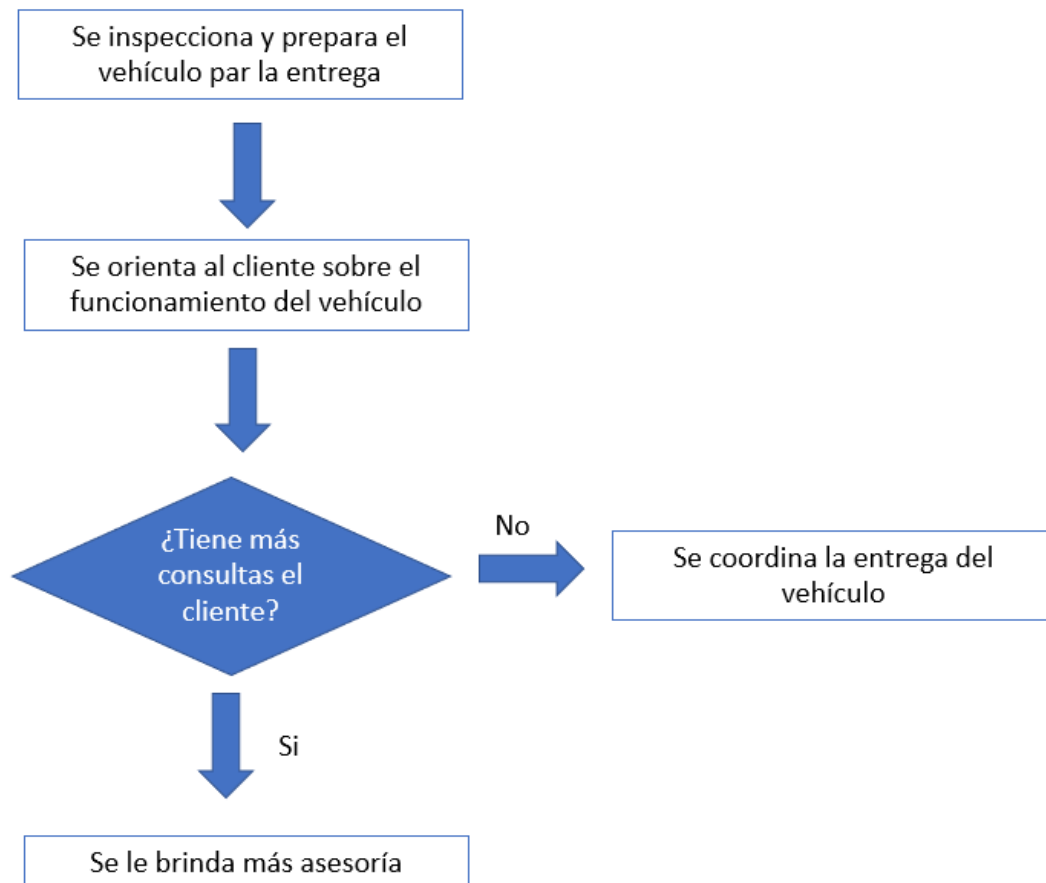 Se inspecciona y prepara el
vehículo par la entrega
Se orienta al cliente sobre el
funcionamiento del vehículo
¿Tiene más
consultas el
cliente?
No
Se coordina la entrega del
vehículo
Si
Se le brinda más asesoría